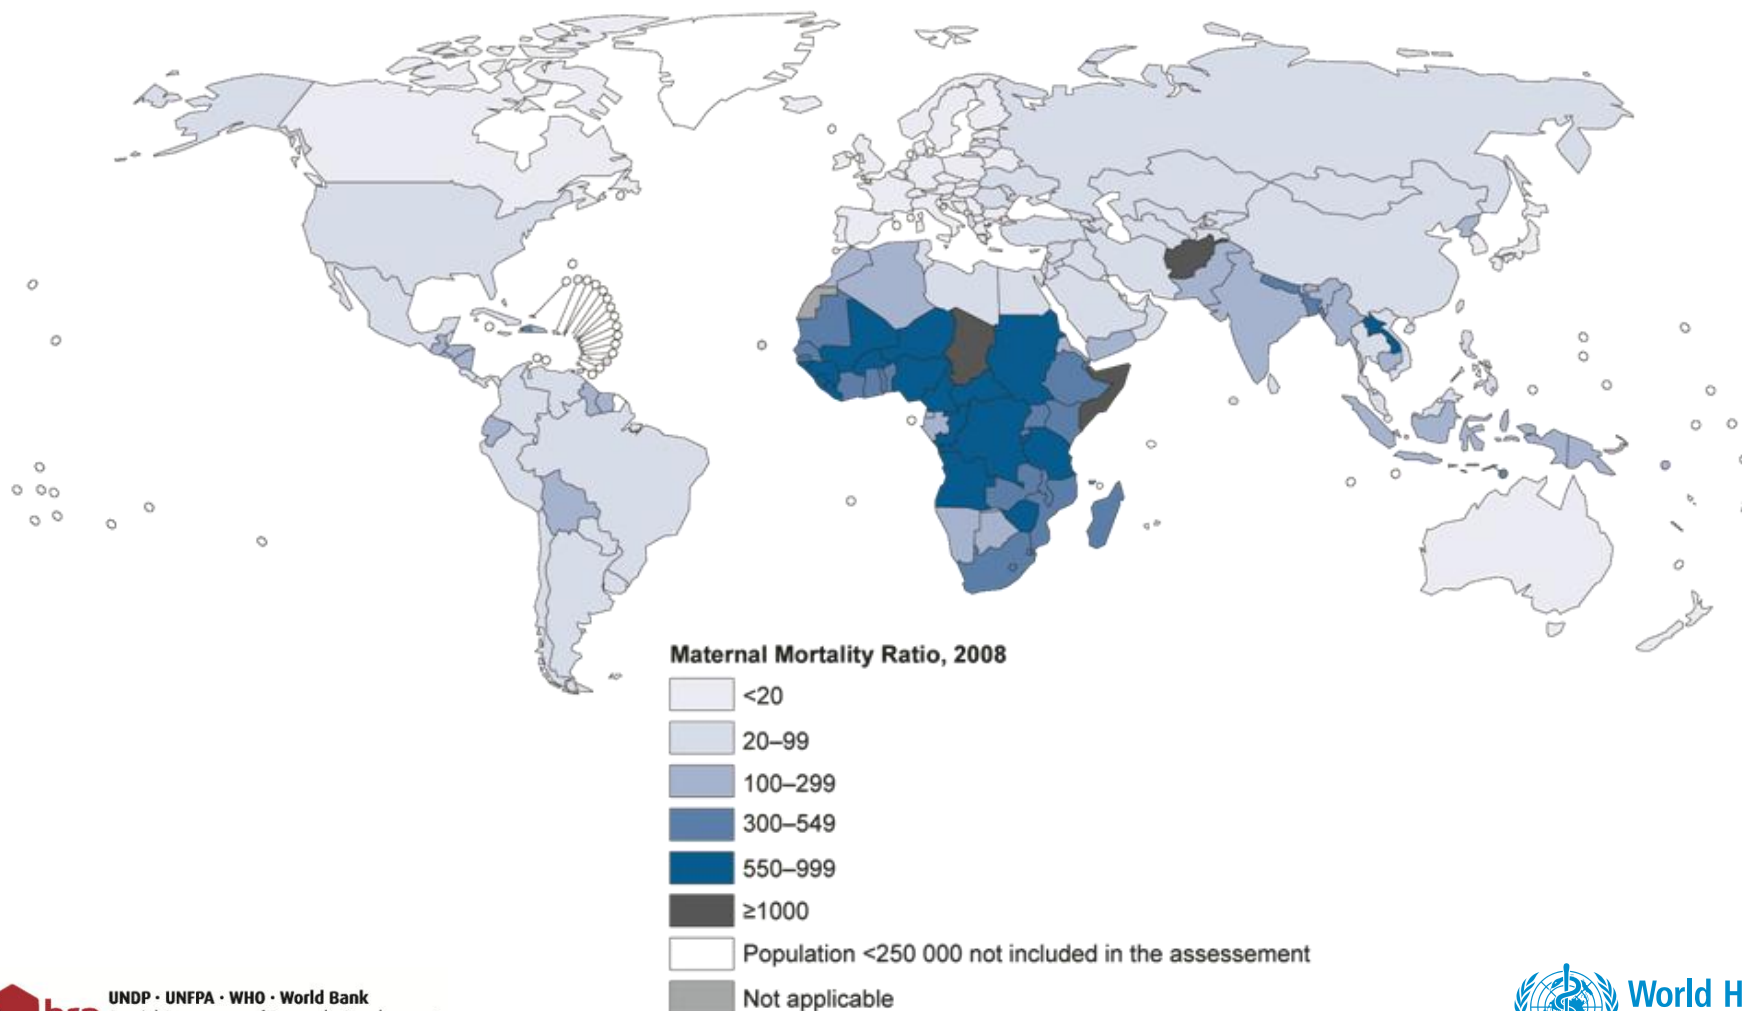 Maternal Mortality Ratio, 2008
<20
20–99
100–299
300–549
550–999
≥1000
Population <250 000 not included in the assessement
Not applicable
UNDP · UNFPA · WHO · World Bank
hrp
World H